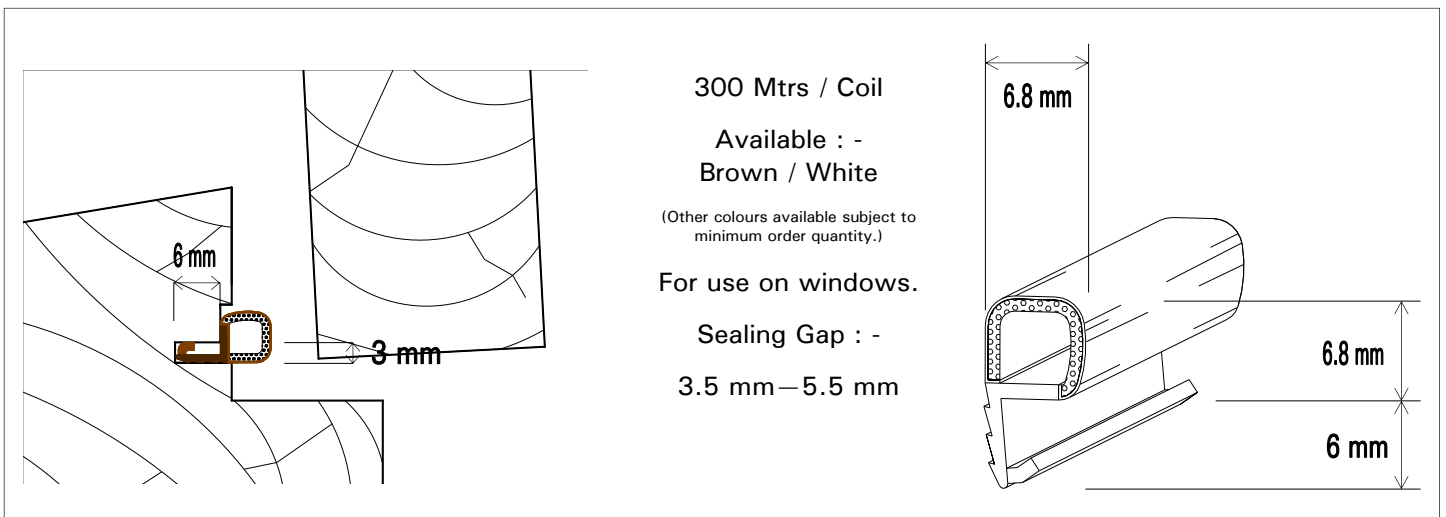 6 mm
3 mm
300 Mtrs / Coil
Available : -
Brown / White
(Other colours available subject to
minimum order quantity.)
For use on windows.
Sealing Gap : -
3.5 mm—5.5 mm
6.8 mm
6.8 mm
6 mm